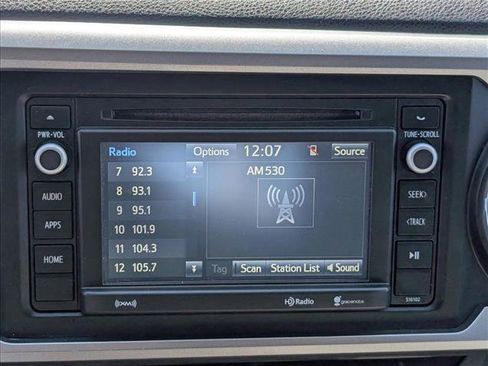 PWR•VOL
TUNE•SCROLL
AUDIO
APPS
HOME
SEEK>
<TRACK
Radio Options 12:07 Source
7 92.3
8 93.1
9 95.1
10 101.9
11 104.3
12 105.7
AM 530
Tag Scan Station List Sound
((XM))
HD Radio
gracenote
516102